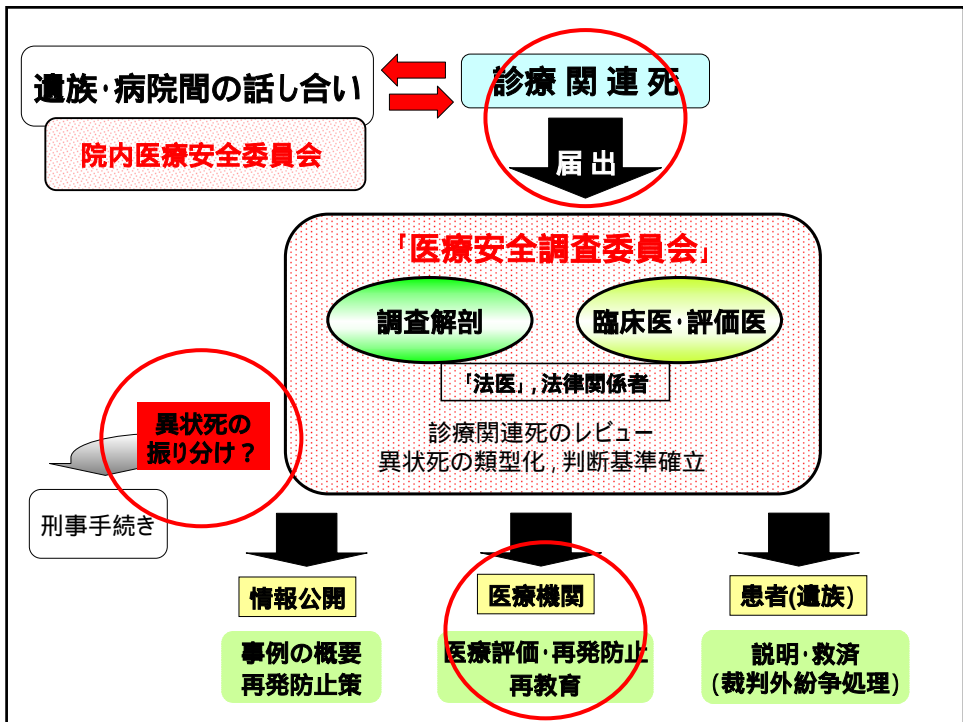 遺族・病院間の話し合い
診療関連死
院内医療安全委員会
届出
「医療安全調査委員会」
調査解剖
臨床医・評価医
「法医」,法律関係者
異状死の
振り分け?
診療関連死のレビュー
異状死の類型化,判断基準確立
刑事手続き
情報公開
医療機関
患者(遺族)
事例の概要
再発防止策
医療評価・再発防止
再教育
説明・救済
(裁判外紛争処理)